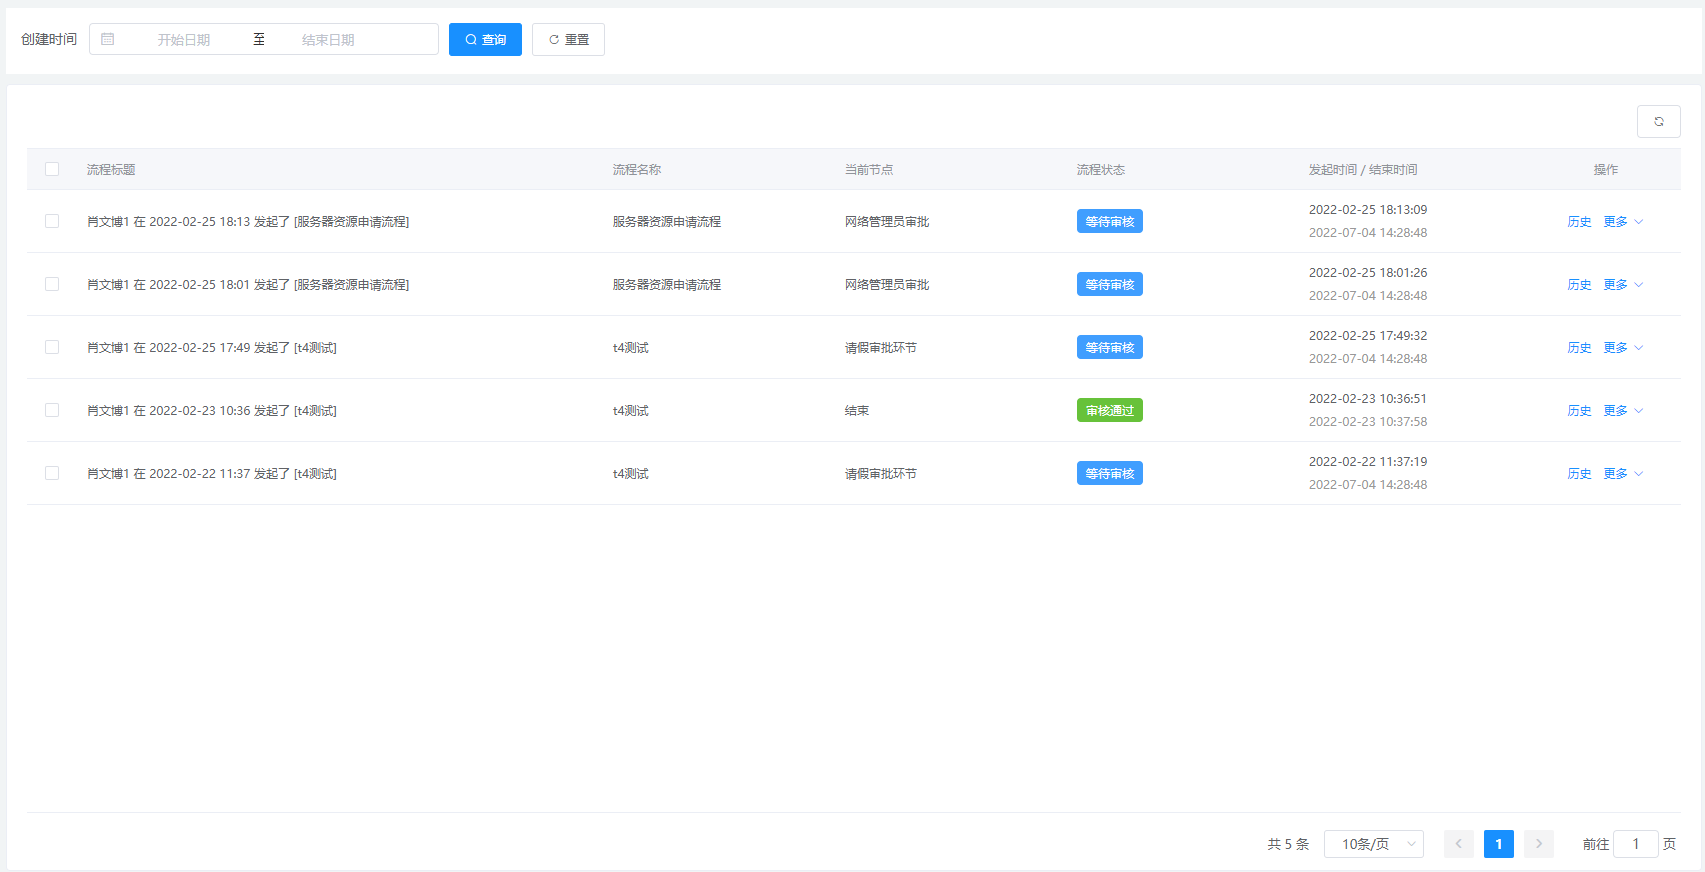 创建时间 开始日期 至 结束日期 查询 重置
流程标题 流程名称 当前节点 流程状态 发起时间 / 结束时间 操作
肖文博1 在 2022-02-25 18:13 发起了 [服务器资源申请流程] 服务器资源申请流程 网络管理员审批 等待审核 2022-02-25 18:13:09 历史 更多
2022-07-04 14:28:48
肖文博1 在 2022-02-25 18:01 发起了 [服务器资源申请流程] 服务器资源申请流程 网络管理员审批 等待审核 2022-02-25 18:01:26 历史 更多
2022-07-04 14:28:48
肖文博1 在 2022-02-25 17:49 发起了 [t4测试] t4测试 请假审批环节 等待审核 2022-02-25 17:49:32 历史 更多
2022-07-04 14:28:48
肖文博1 在 2022-02-23 10:36 发起了 [t4测试] t4测试 结束 审核通过 2022-02-23 10:36:51 历史 更多
2022-02-23 10:37:58
肖文博1 在 2022-02-22 11:37 发起了 [t4测试] t4测试 请假审批环节 等待审核 2022-02-22 11:37:19 历史 更多
2022-07-04 14:28:48
共 5 条 10条/页 1 前往 1 页